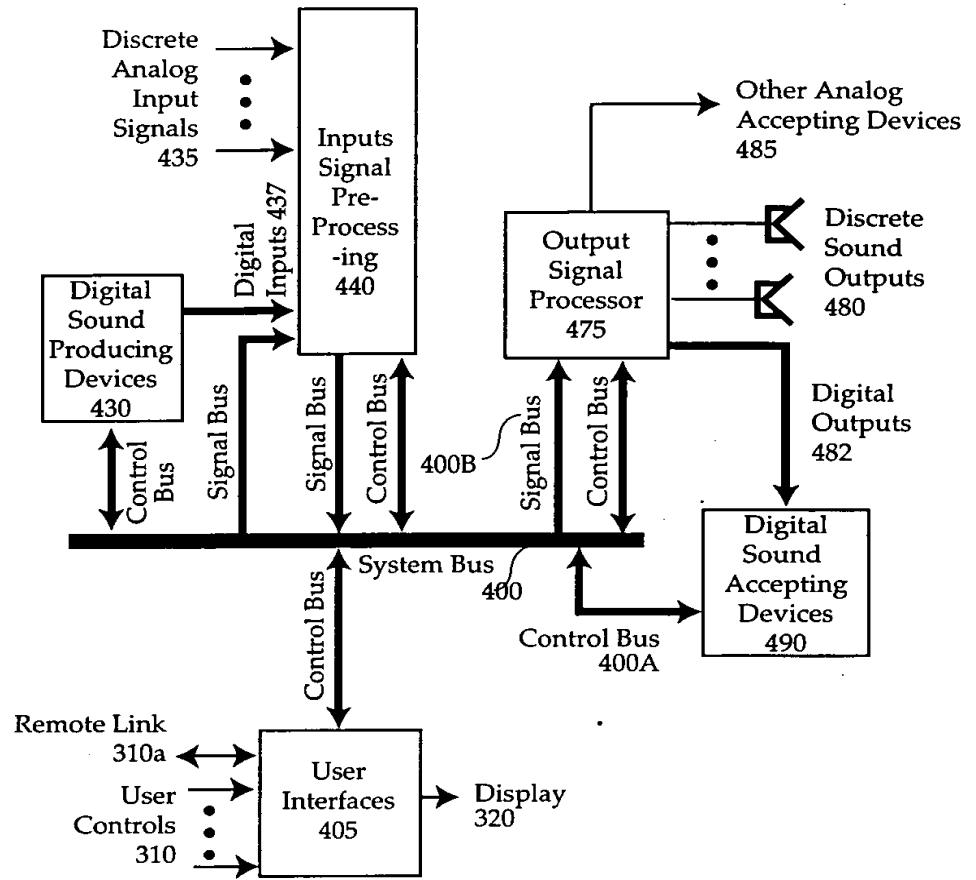 Discrete
Analog
Input
Signals
435
Digital
Inputs 437
Inputs
Signal
Pre-
Process
-ing
440
Other Analog
Accepting Devices
485
Output
Signal
Processor
475
Discrete
Sound
Outputs
480
Digital
Sound
Producing
Devices
430
Control
Bus
Signal Bus
Signal Bus
Control Bus
400B
Signal Bus
Control Bus
Digital
Outputs
482
System Bus
400
Digital
Sound
Accepting
Devices
490
Control Bus
Control Bus
400A
Remote Link
310a
User
Controls
310
User
Interfaces
405
Display
320